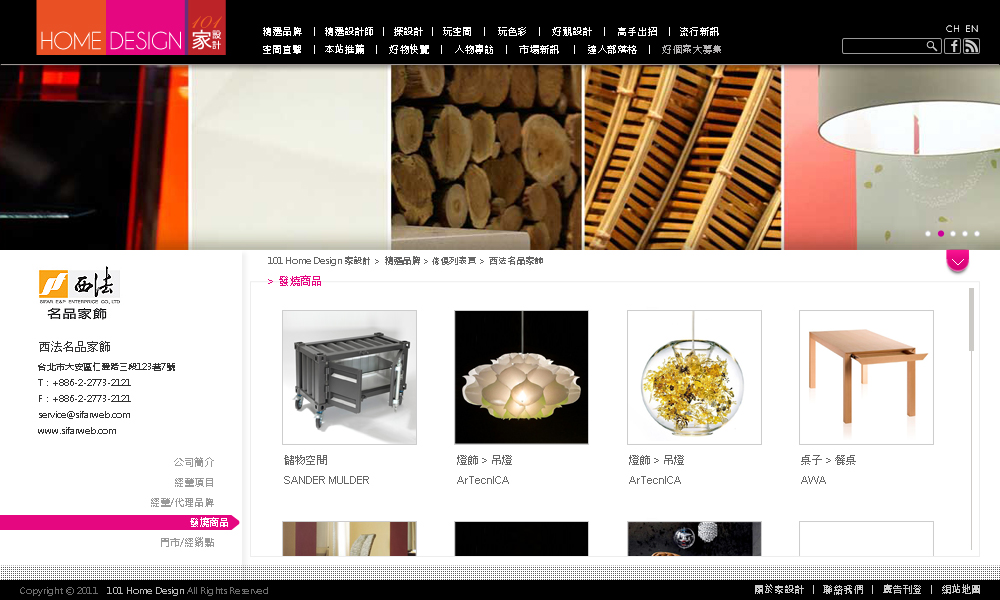 HOME DESIGN 101 家設計
精選品牌 | 精選設計師 | 探設計 | 玩空間 | 玩色彩 | 好靚設計 | 高手出招 | 流行新訊
空間直擊 | 本站推薦 | 好物快覽 | 人物專訪 | 市場新訊 | 達人部落格 | 好個案大募集
CH EN
101 Home Design 家設計 > 精選品牌 > 傢俱列表頁 > 西法名品家飾
> 發燒商品
西法
SIFAR E&P ENTERPRICE CO.,LTD
名品家飾
西法名品家飾
台北市大安區仁愛路三段123巷7號
T : +886-2-2773-2121
F : +886-2-2773-2121
service@sifarweb.com
www.sifarweb.com
公司簡介
經營項目
經營/代理品牌
發燒商品
門市/經銷點
儲物空間
SANDER MULDER
燈飾 > 吊燈
ArTecnICA
燈飾 > 吊燈
ArTecnICA
桌子 > 餐桌
AWA
Copyright © 2011 101 Home Design All Rights Reserved
關於家設計 | 聯絡我們 | 廣告刊登 | 網站地圖